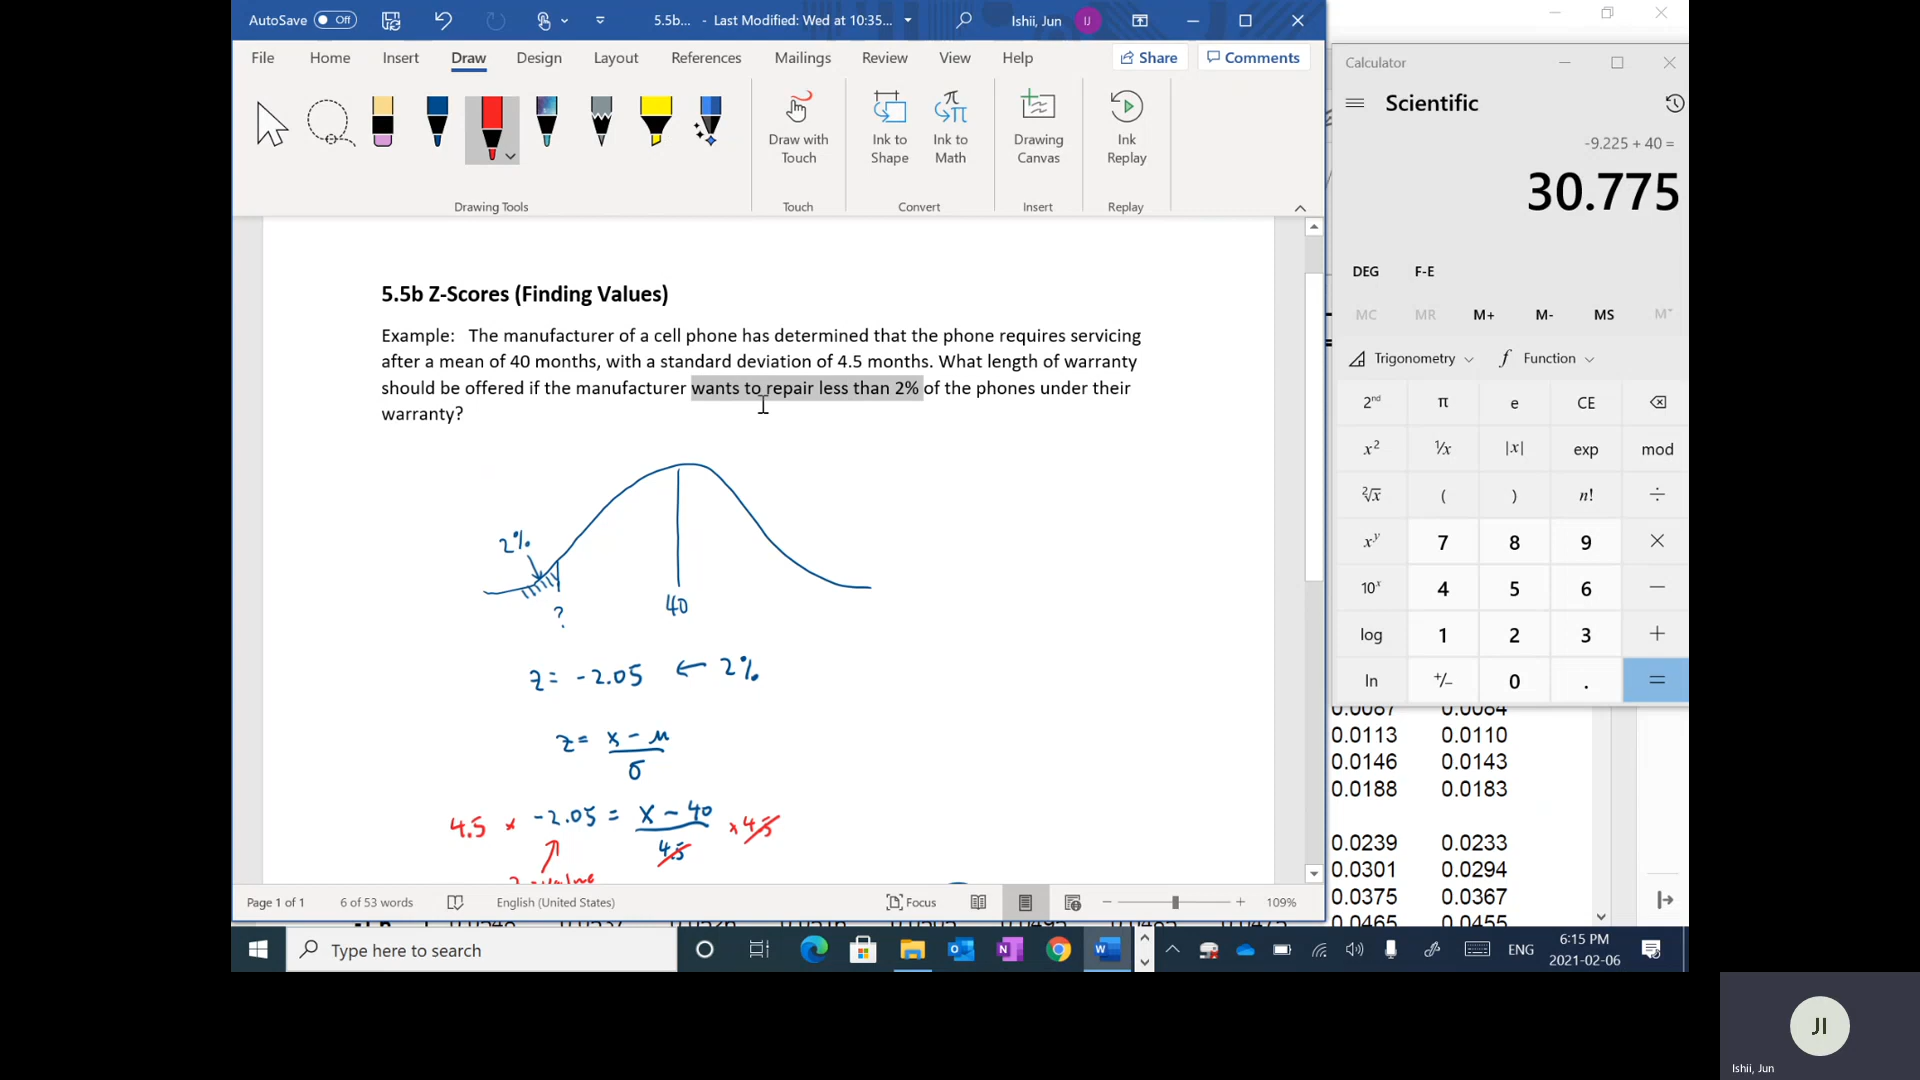 AutoSave Off 5.5b... - Last Modified: Wed at 10:35... Ishii, Jun IJ
File Home Insert Draw Design Layout References Mailings Review View Help Share Comments
Draw with Touch
Ink to Shape
Ink to Math
Drawing Canvas
Ink Replay
Drawing Tools Touch Convert Insert Replay
5.5b Z-Scores (Finding Values)
Example: The manufacturer of a cell phone has determined that the phone requires servicing
after a mean of 40 months, with a standard deviation of 4.5 months. What length of warranty
should be offered if the manufacturer wants to repair less than 2% of the phones under their
warranty?
2%
?
40
z = -2.05 ← 2%
z = x - μ
σ
4.5 × -2.05 = x - 40 × 4.5
4.5
Page 1 of 1 6 of 53 words English (United States) Focus 109%
Calculator
Scientific
-9.225 + 40 =
30.775
DEG F-E
MC MR M+ M- MS M˅
Trigonometry f Function
2nd π e CE
x² ⅟x |x| exp mod
²√x ( ) n! ÷
xʸ 7 8 9 ×
10ˣ 4 5 6 −
log 1 2 3 +
ln +/− 0 . =
0.0087 0.0084
0.0113 0.0110
0.0146 0.0143
0.0188 0.0183
0.0239 0.0233
0.0301 0.0294
0.0375 0.0367
0.0465 0.0455
Type here to search
ENG
6:15 PM
2021-02-06
JI
Ishii, Jun